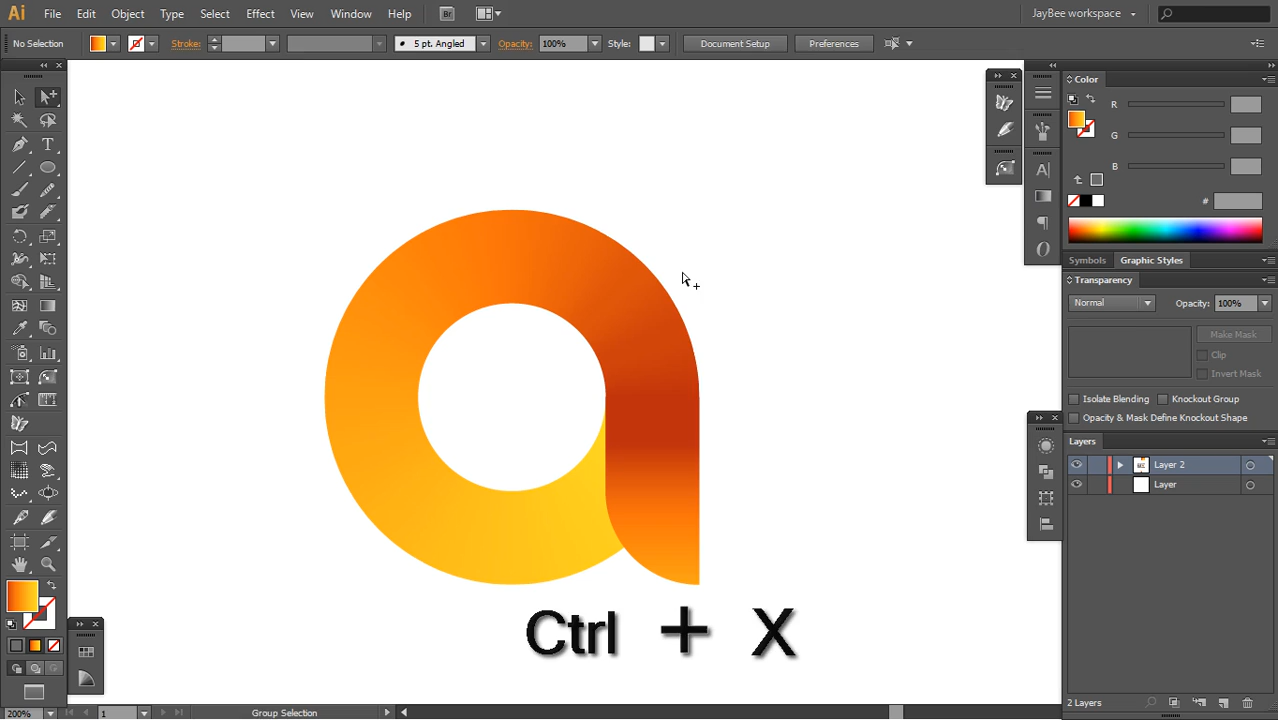 Ai File Edit Object Type Select Effect View Window Help Br JayBee workspace
No Selection Stroke: 5 pt. Angled Opacity: 100% Style: Document Setup Preferences
Color
R
G
B
#
Symbols Graphic Styles
Transparency
Normal Opacity: 100%
Make Mask
Clip
Invert Mask
Isolate Blending Knockout Group
Opacity & Mask Define Knockout Shape
Layers
Layer 2
Layer
Ctrl + X
2 Layers
200% 1 Group Selection